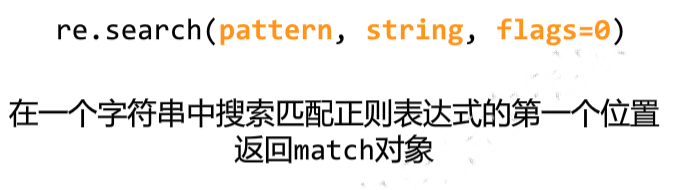 re.search(pattern, string, flags=0)
在一个字符串中搜索匹配正则表达式的第一个位置
返回match对象